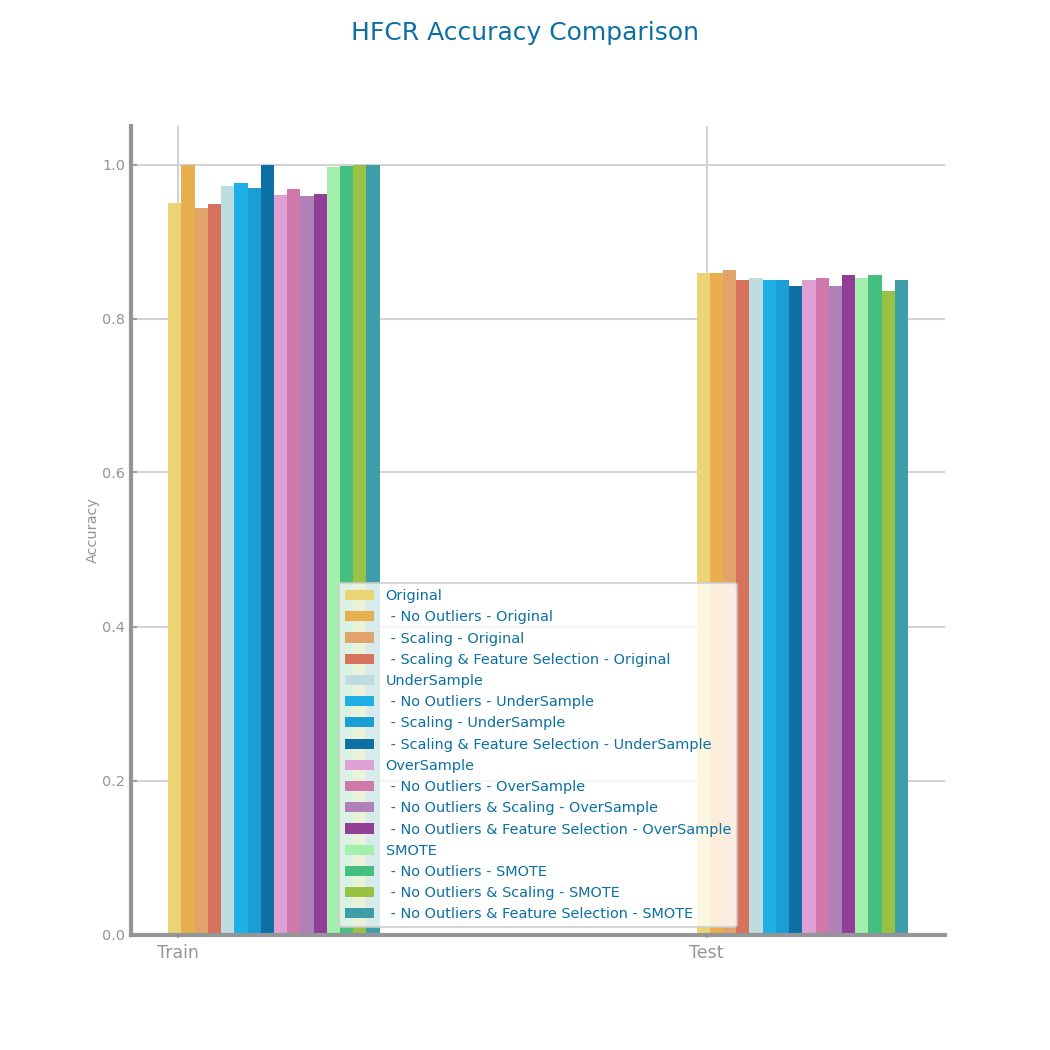 HFCR Accuracy Comparison
1.0
0.8
0.6
0.4
0.2
0.0
Accuracy
Original
- No Outliers - Original
- Scaling - Original
- Scaling & Feature Selection - Original
UnderSample
- No Outliers - UnderSample
- Scaling - UnderSample
- Scaling & Feature Selection - UnderSample
OverSample
- No Outliers - OverSample
- No Outliers & Scaling - OverSample
- No Outliers & Feature Selection - OverSample
SMOTE
- No Outliers - SMOTE
- No Outliers & Scaling - SMOTE
- No Outliers & Feature Selection - SMOTE
Train
Test